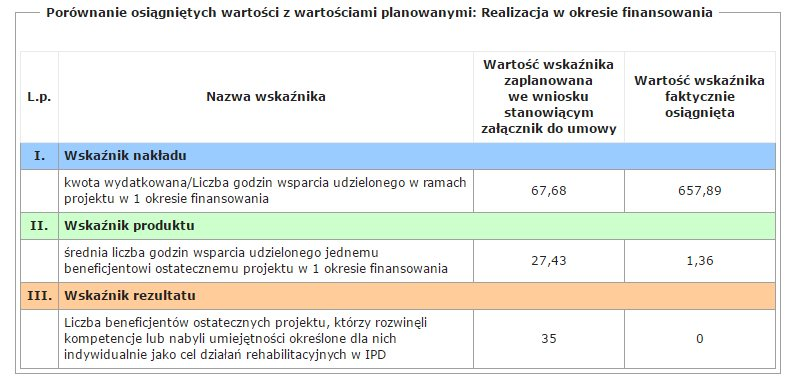 Porównanie osiągniętych wartości z wartościami planowanymi: Realizacja w okresie finansowania
L.p.
Nazwa wskaźnika
Wartość wskaźnika
zaplanowana
we wniosku
stanowiącym
załącznik do umowy
Wartość wskaźnika
faktycznie
osiągnięta
I. Wskaźnik nakładu
kwota wydatkowana/Liczba godzin wsparcia udzielonego w ramach
projektu w 1 okresie finansowania
67,68
657,89
II. Wskaźnik produktu
średnia liczba godzin wsparcia udzielonego jednemu
beneficjentowi ostatecznemu projektu w 1 okresie finansowania
27,43
1,36
III. Wskaźnik rezultatu
Liczba beneficjentów ostatecznych projektu, którzy rozwinęli
kompetencje lub nabyli umiejętności określone dla nich
indywidualnie jako cel działań rehabilitacyjnych w IPD
35
0